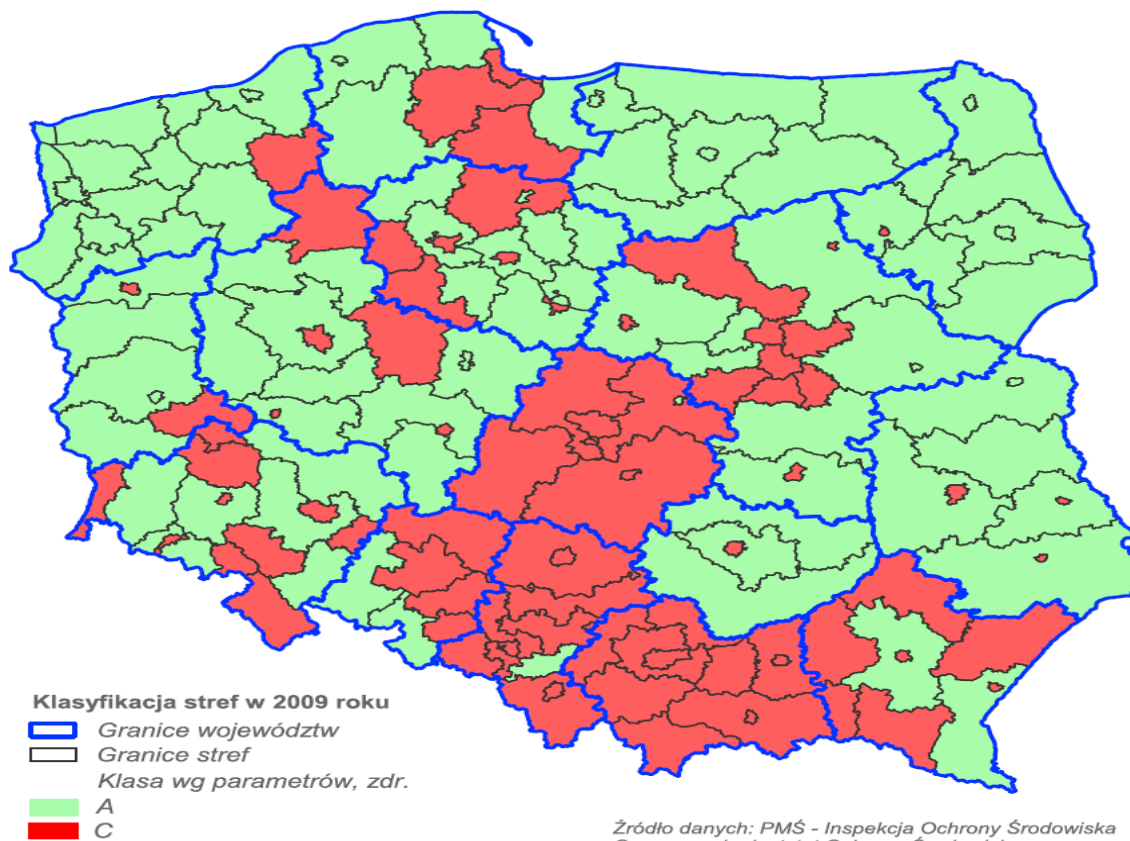 Klasyfikacja stref w 2009 roku
Granice województw
Granice stref
Klasa wg parametrów, zdr.
A
C
Źródło danych: PMŚ - Inspekcja Ochrony Środowiska